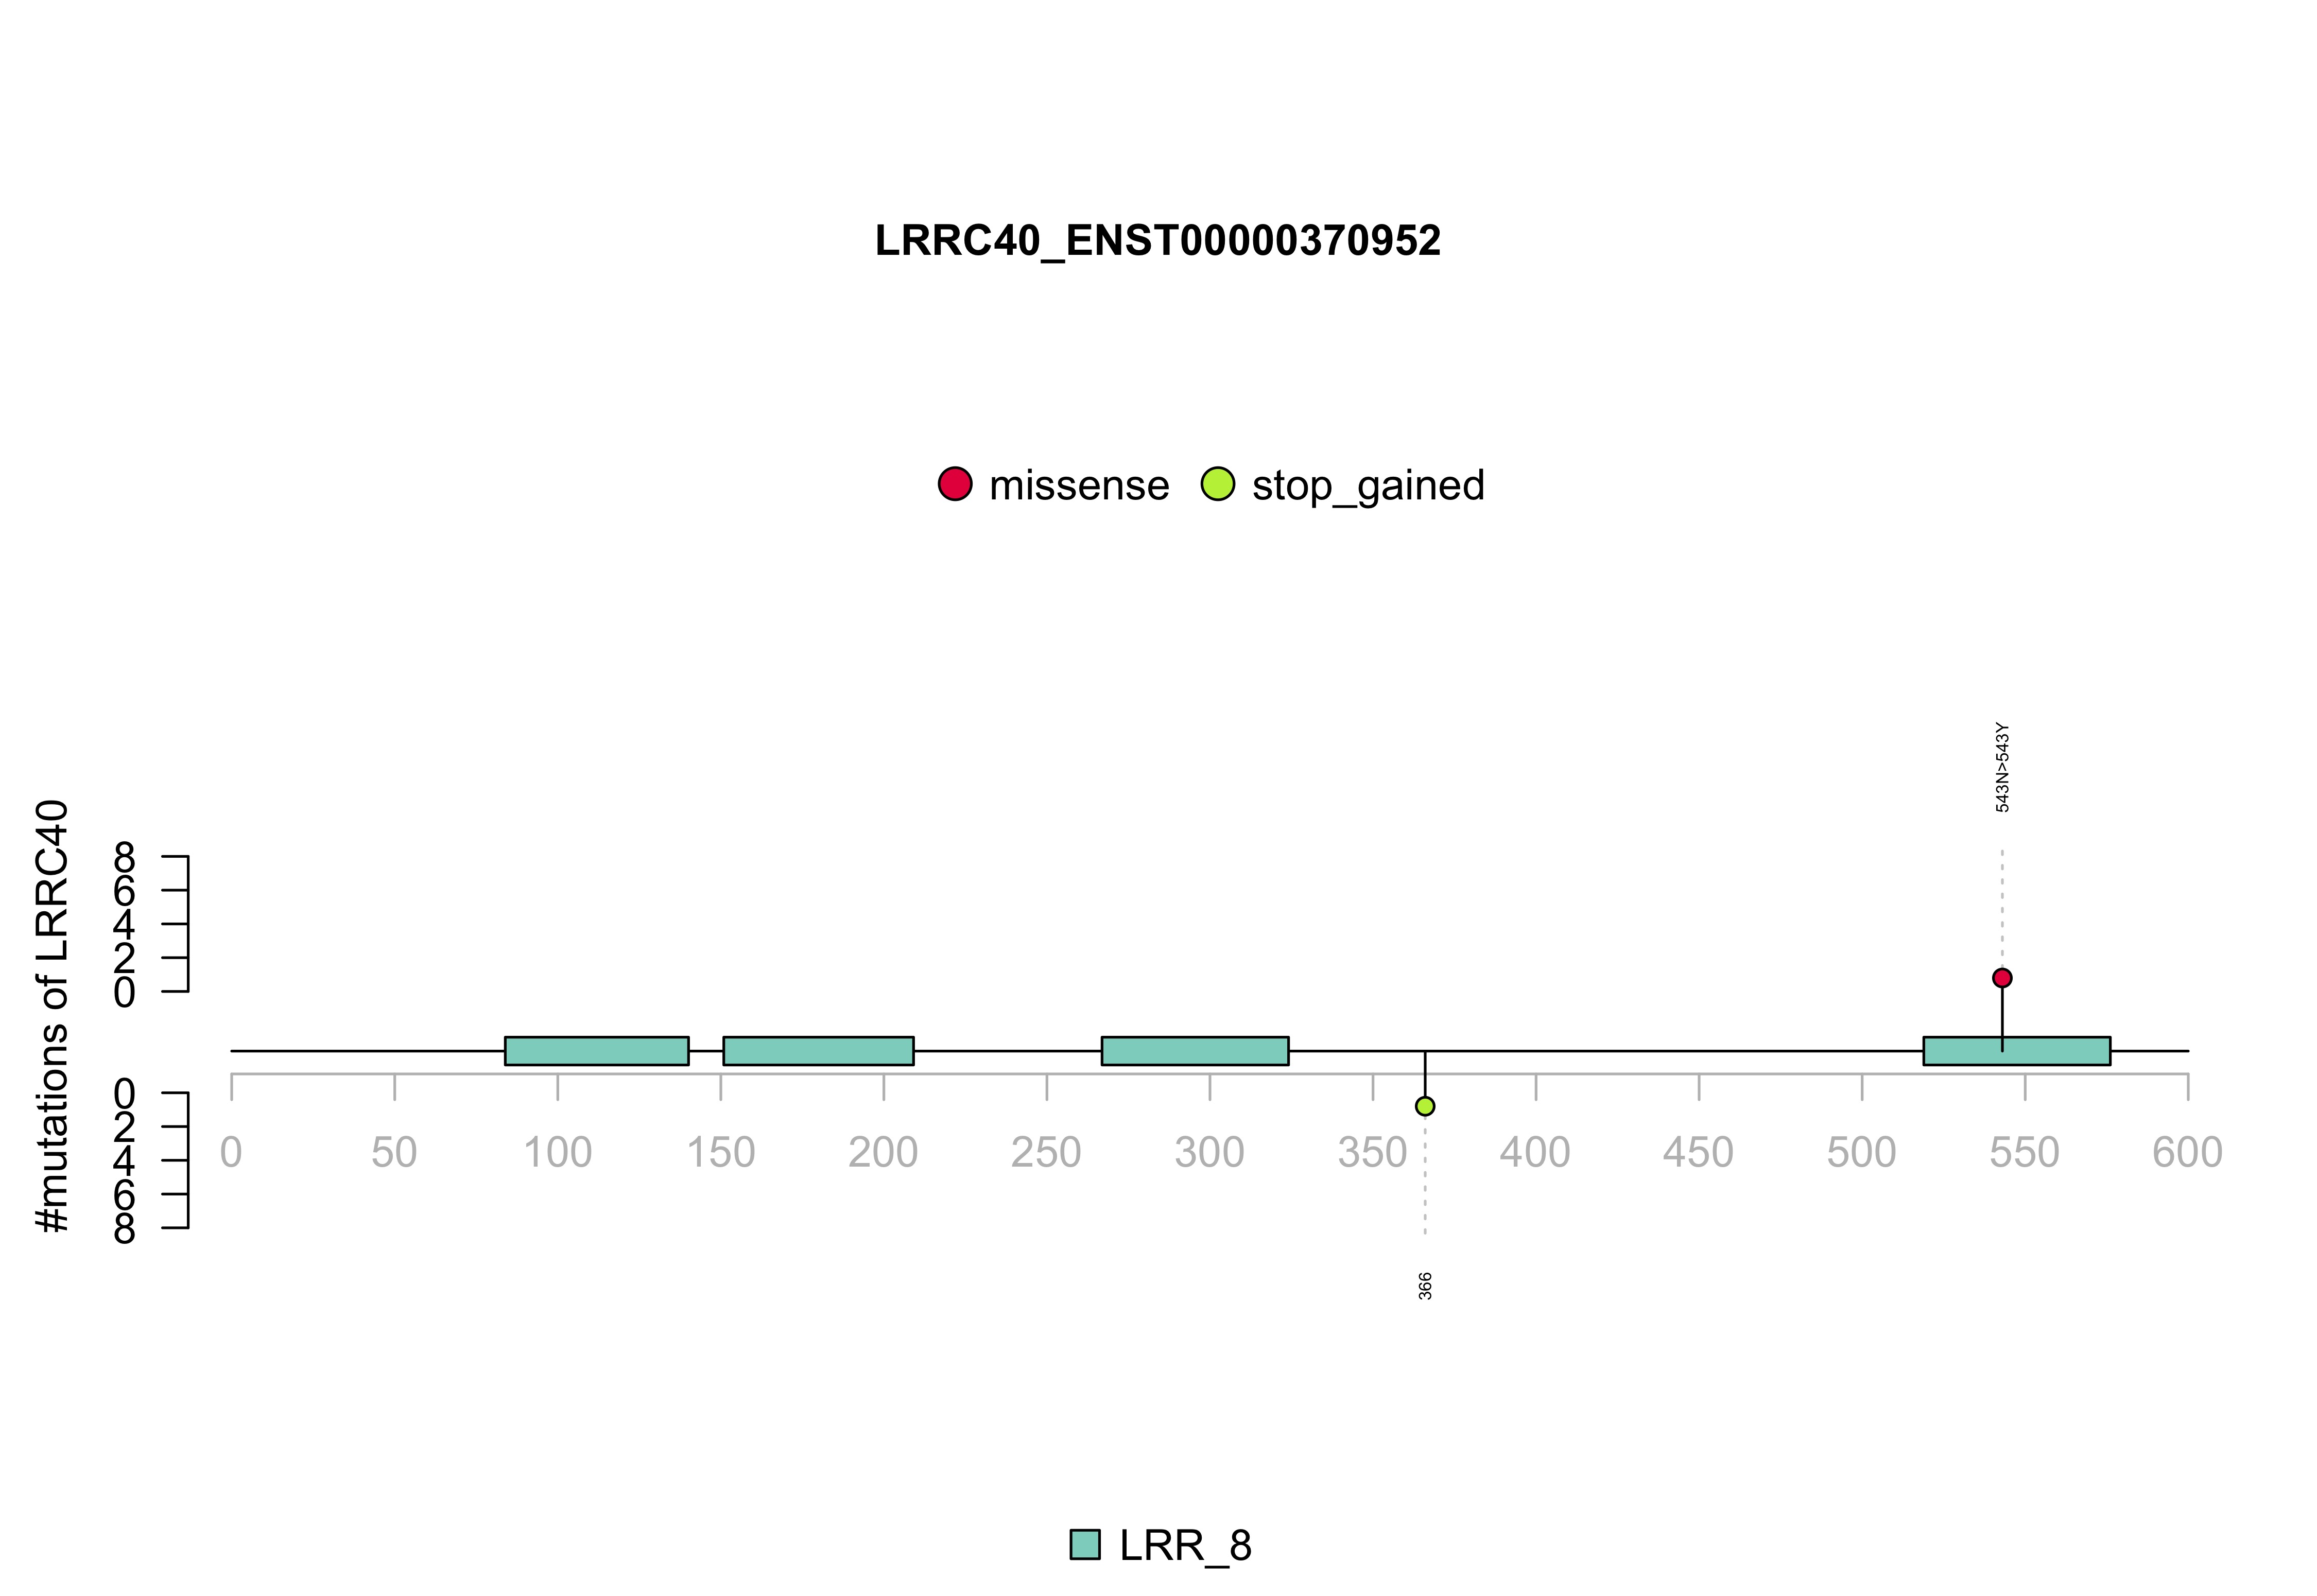 LRRC40_ENST00000370952
missense stop_gained
543N>543Y
#mutations of LRRC40
8
6
4
2
0
0
2
4
6
8
0 50 100 150 200 250 300 350 400 450 500 550 600
366
LRR_8